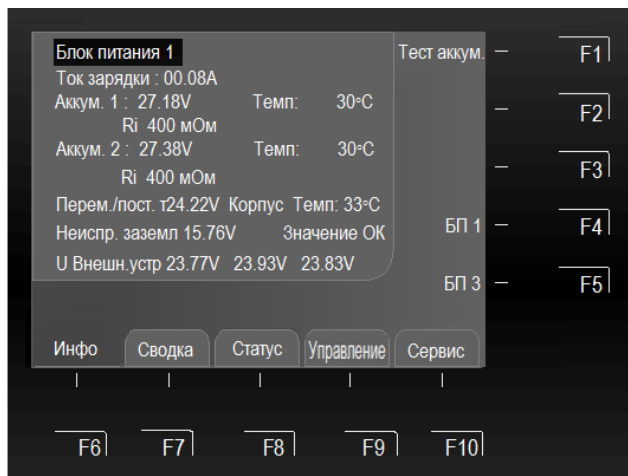 Блок питания 1
Тест аккум.
F1
Ток зарядки : 00.08A
Аккум. 1 : 27.18V Темп: 30°C
F2
Ri 400 мОм
Аккум. 2 : 27.38V Темп: 30°C
Ri 400 мОм
F3
Перем./пост. т24.22V Корпус Темп: 33°C
Неиспр. заземл 15.76V Значение ОК
БП 1
F4
U Внешн.устр 23.77V 23.93V 23.83V
БП 3
F5
Инфо Сводка Статус Управление Сервис
F6 F7 F8 F9 F10